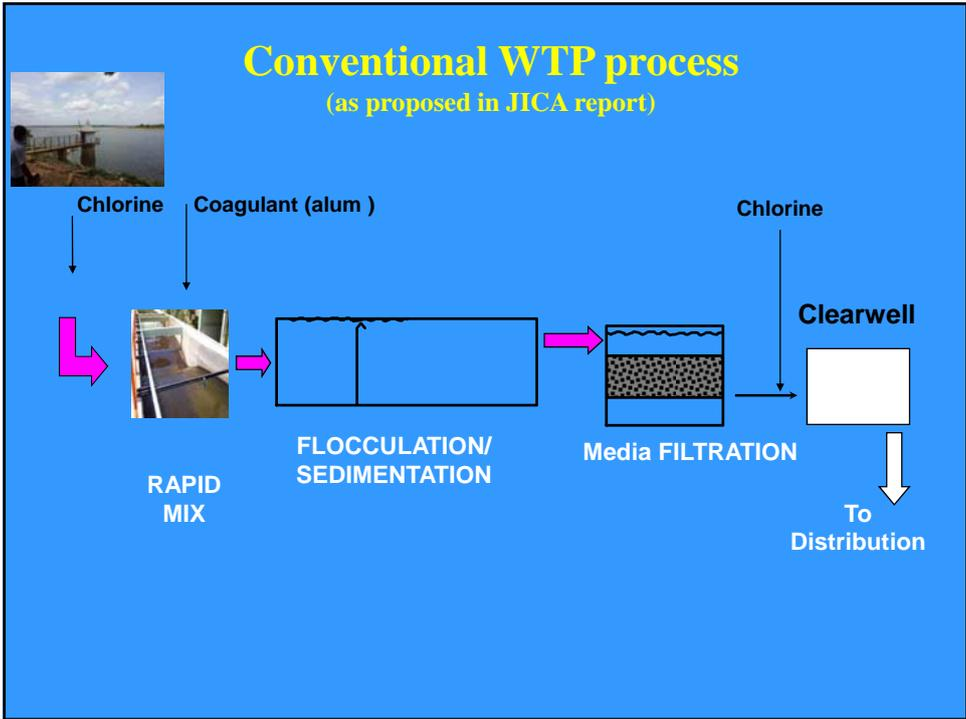 Conventional WTP process
(as proposed in JICA report)
Chlorine
Coagulant (alum )
Chlorine
Clearwell
FLOCCULATION/
SEDIMENTATION
Media FILTRATION
RAPID
MIX
To
Distribution